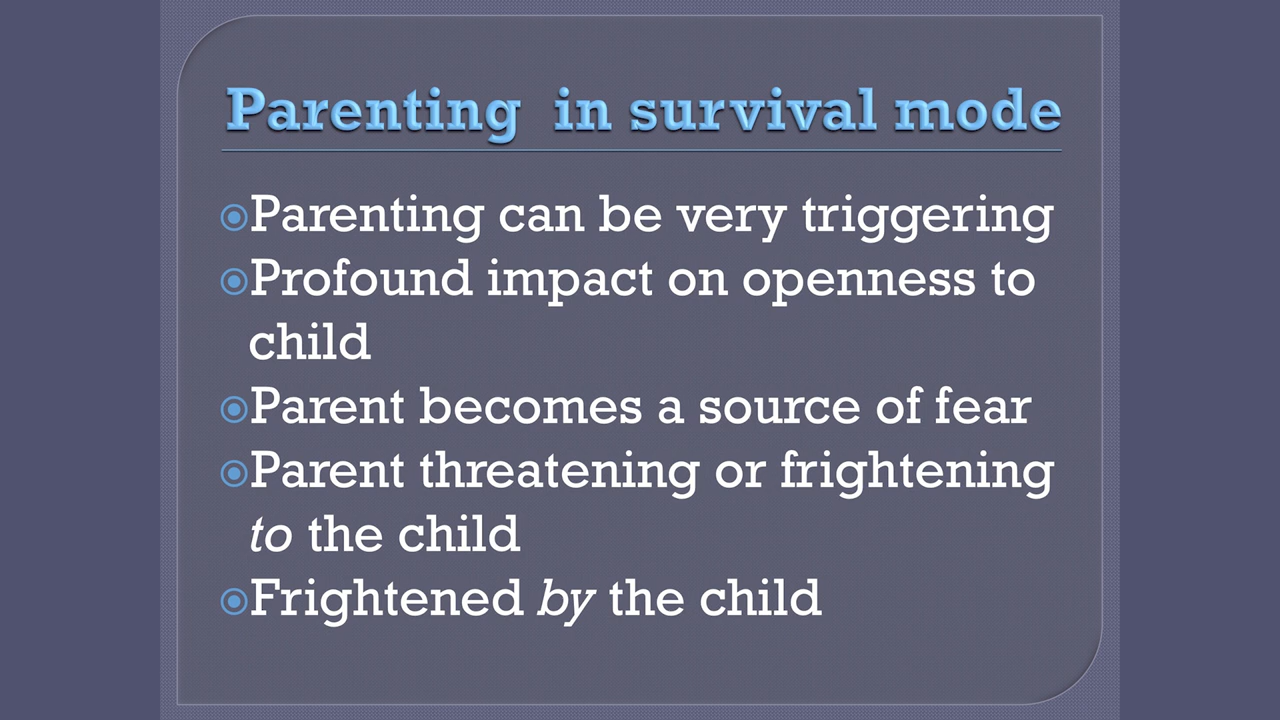 Parenting  in survival mode
Parenting can be very triggering
Profound impact on openness to
child
Parent becomes a source of fear
Parent threatening or frightening
to the child
Frightened by the child